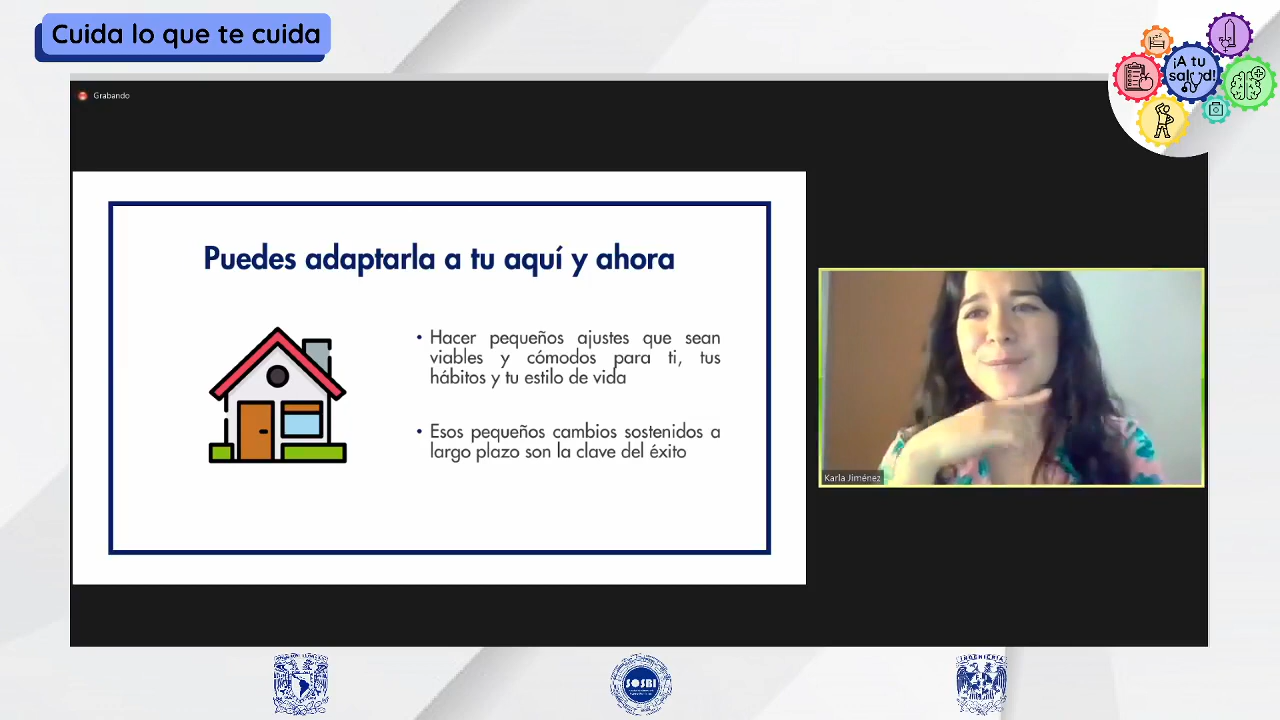 Cuida lo que te cuida
¡A tu
salud!
Grabando
Puedes adaptarla a tu aquí y ahora
• Hacer pequeños ajustes que sean
viables y cómodos para ti, tus
hábitos y tu estilo de vida
• Esos pequeños cambios sostenidos a
largo plazo son la clave del éxito
Karla Jiménez
SOSBI
INGENIERIA